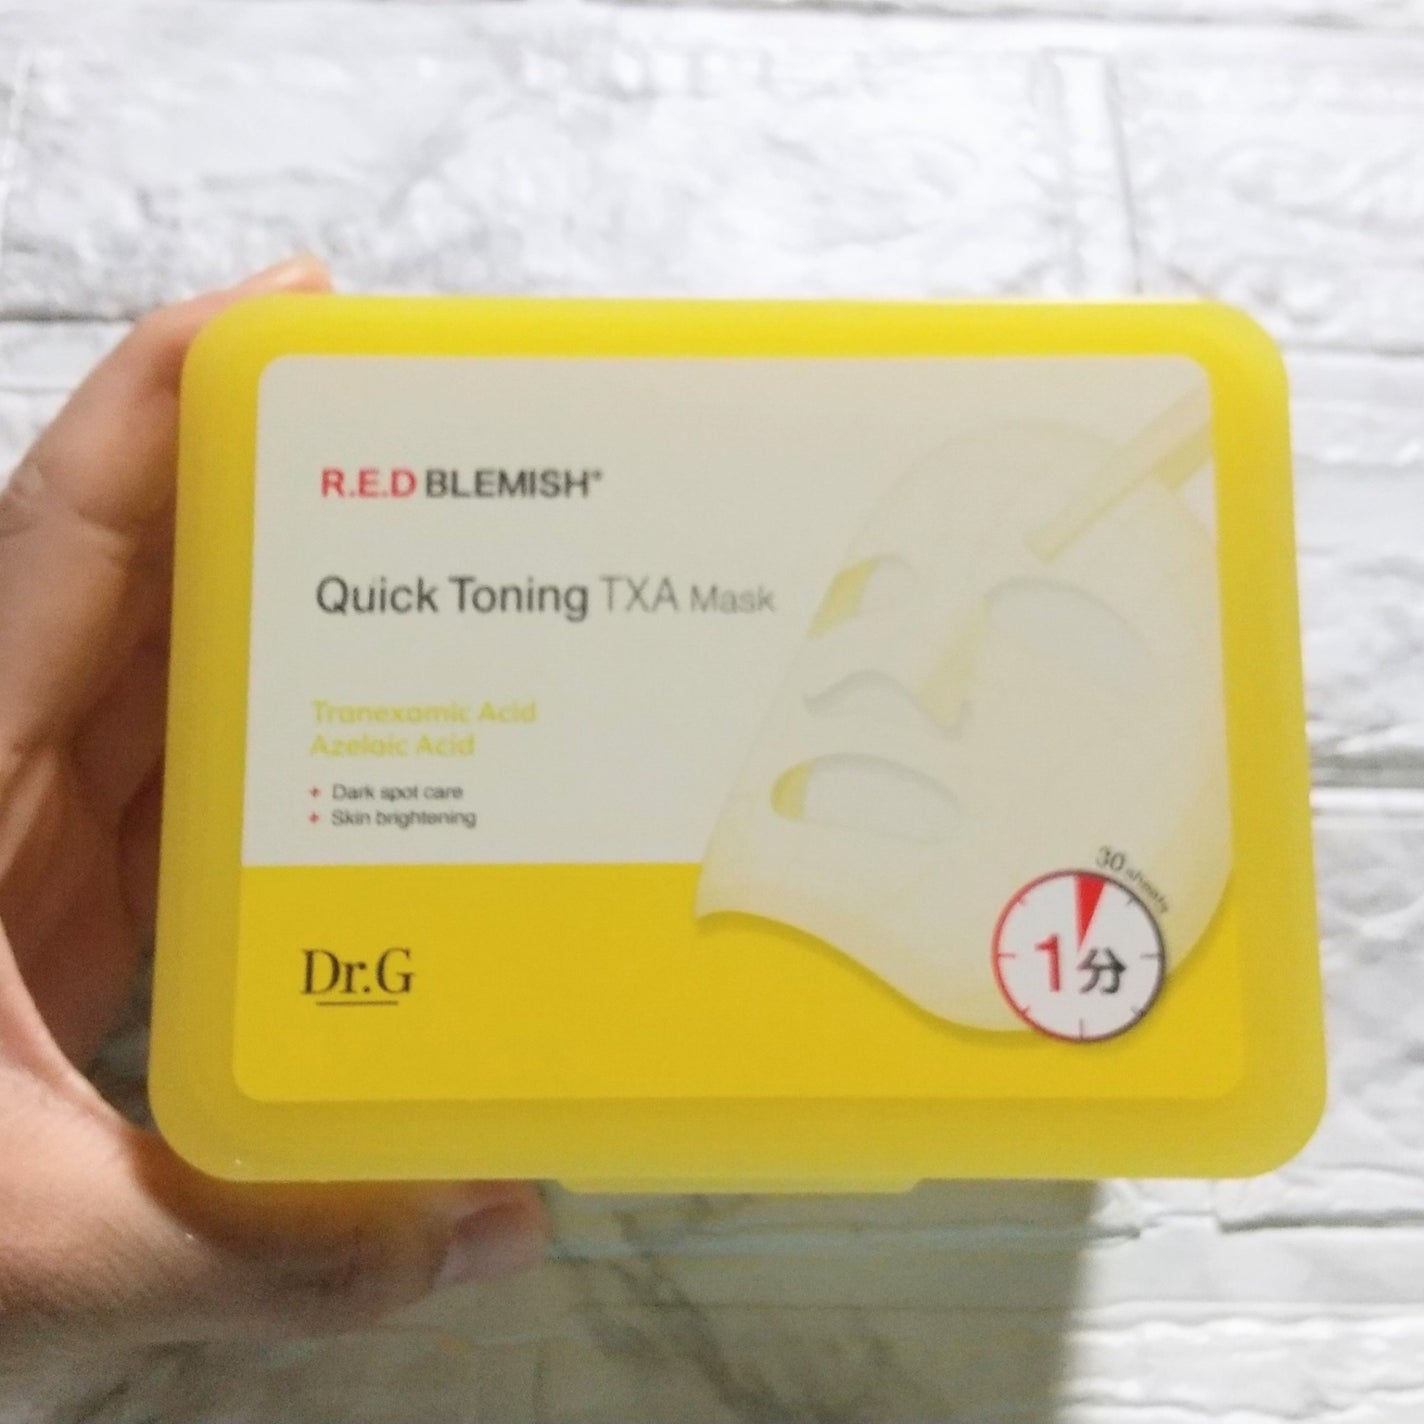 R.E.D BLEMISH®
Quick Toning TXA Mask
Tranexamic Acid
Azelaic Acid
+ Dark spot care
+ Skin brightening
30 sheets
1分
Dr.G